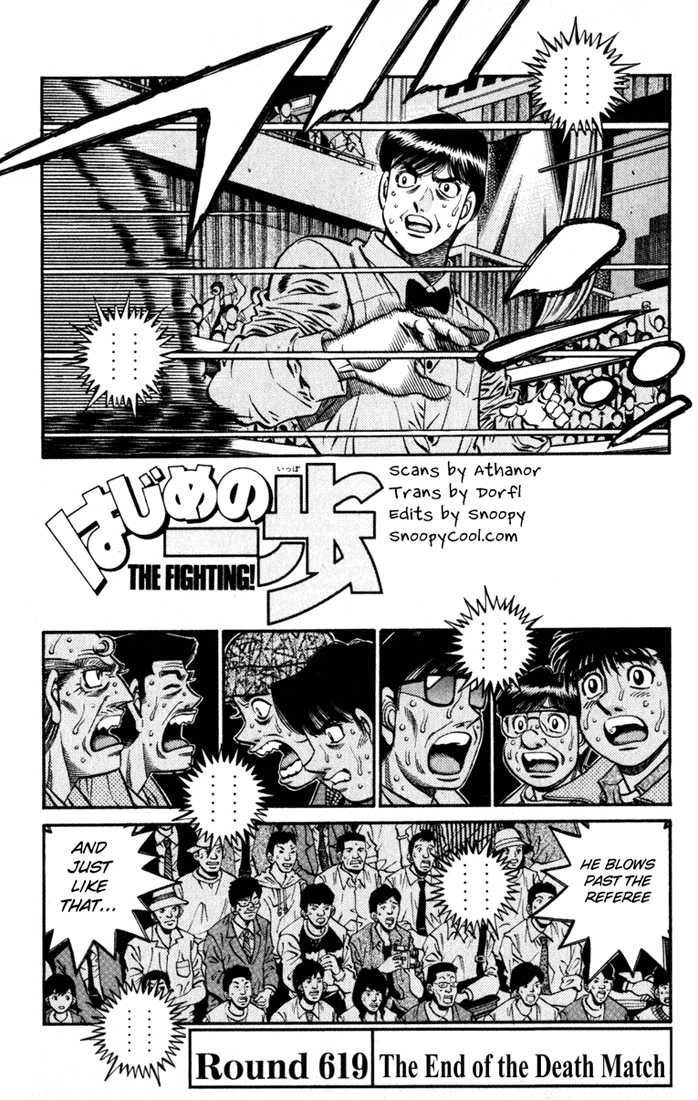 Scans by Athanor
Trans by Dorfl
Edits by Snoopy
SnoopyCool.com
いっぽ
はじめの一歩
THE FIGHTING!
HE BLOWS
PAST THE
REFEREE
AND
JUST
LIKE
THAT...
Round 619
The End of the Death Match